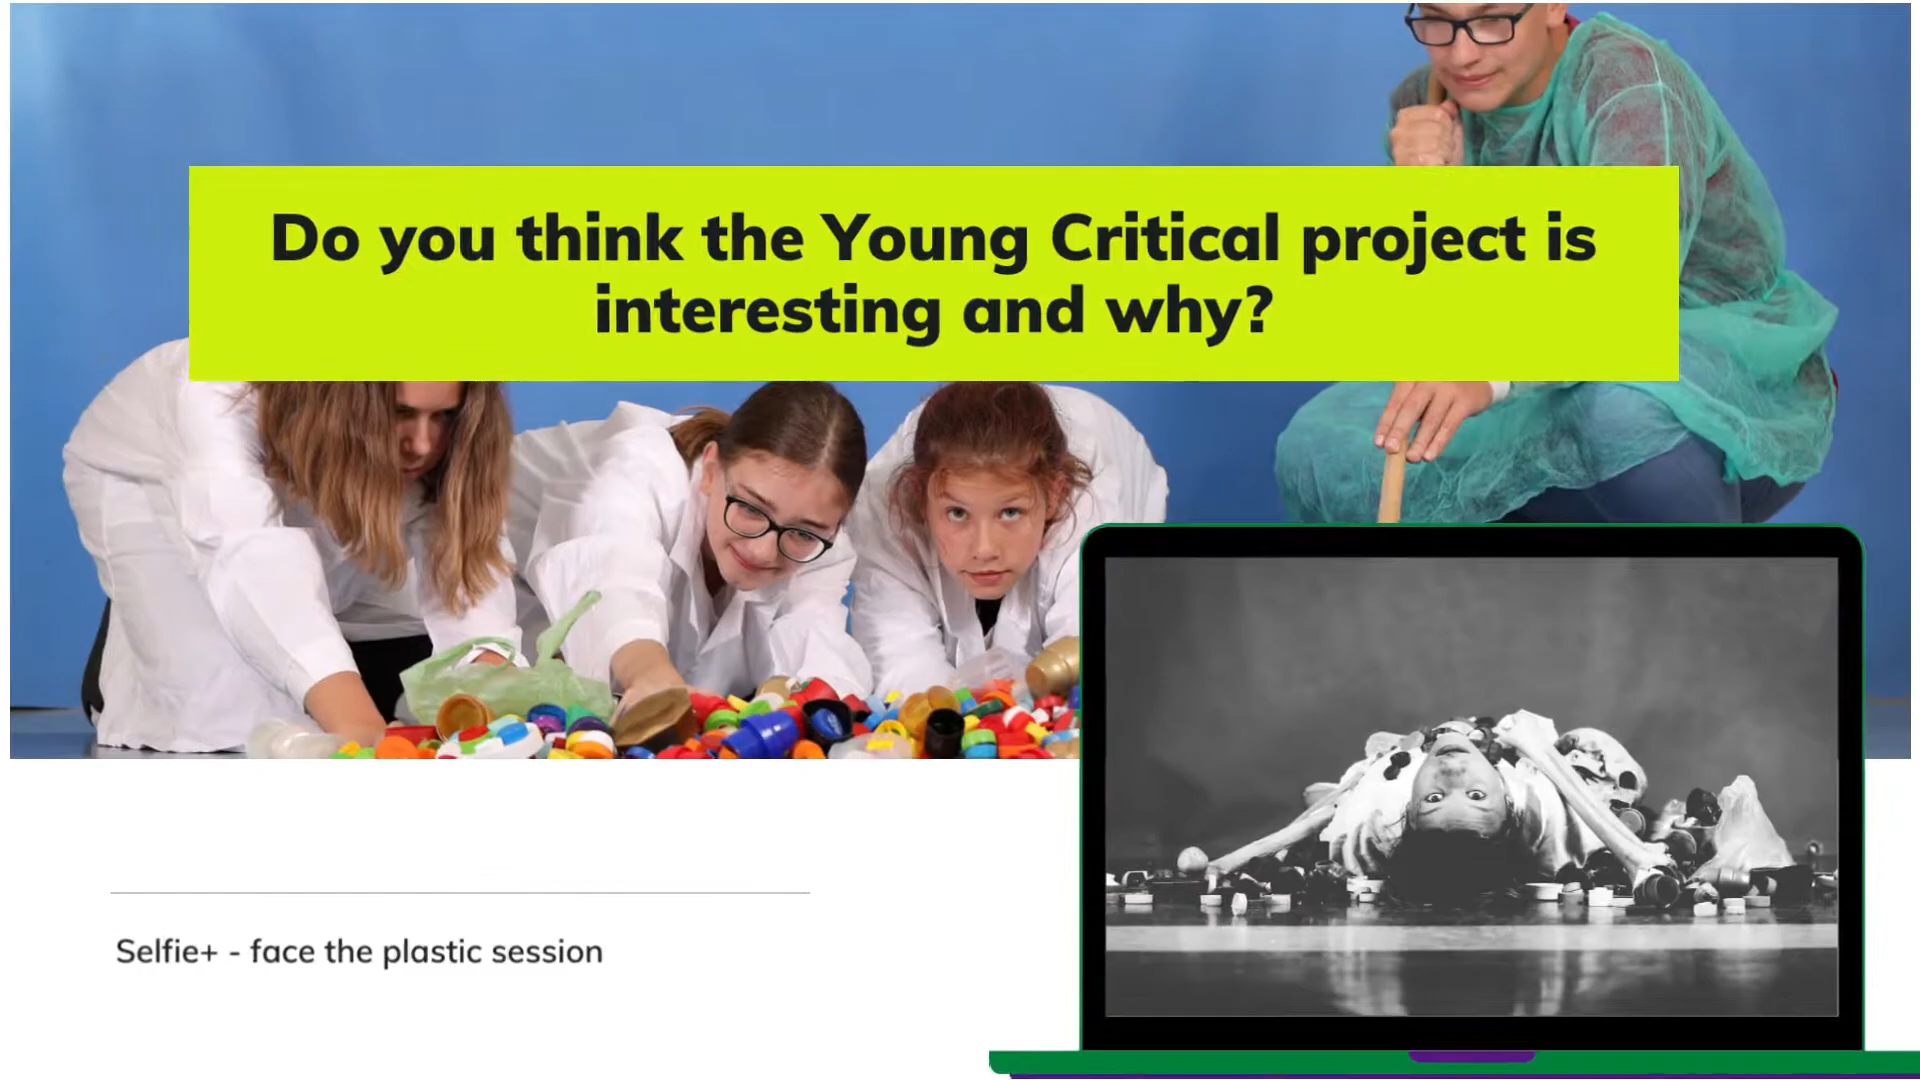 Do you think the Young Critical project is
interesting and why?
Selfie+ - face the plastic session